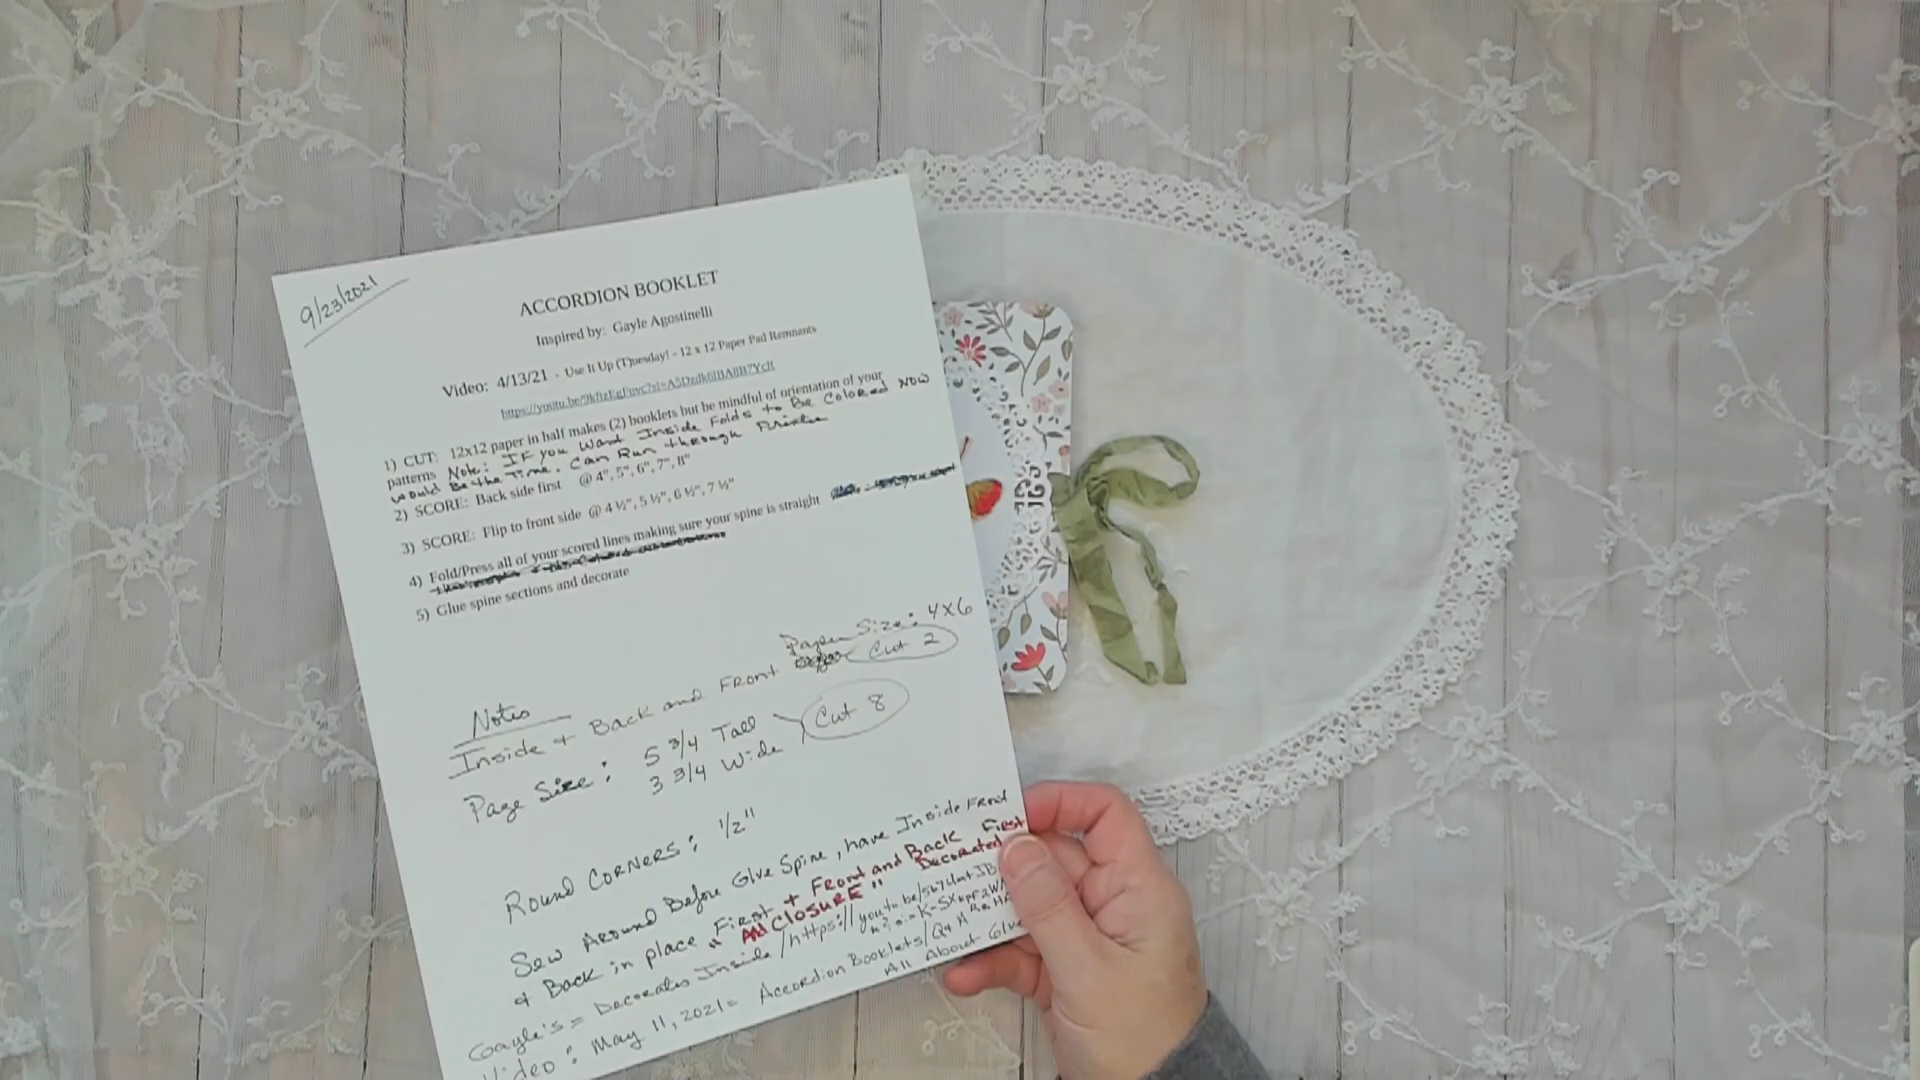 9/23/2021
ACCORDION BOOKLET
Inspired by: Gayle Agostinelli
Video: 4/13/21 - Use It Up (T)uesday! - 12 x 12 Paper Pad Remnants
1) CUT: 12x12 paper in half makes (2) booklets but be mindful of orientation of your
patterns Note: IF you Want Inside Folds to Be Colored Now
would Be the Time. Can Run through Printer
2) SCORE: Back side first @ 4", 5", 6", 7", 8"
3) SCORE: Flip to front side @ 4 ½", 5 ½", 6 ½", 7 ½"
4) Fold/Press all of your scored lines making sure your spine is straight
5) Glue spine sections and decorate
Paper Size: 4x6
Notes
Inside + Back and Front Cut 2
Page Size: 5 3/4 Tall
3 3/4 Wide Cut 8
Round Corners: 1/2"
Sew Around Before Glue Spine, have Inside Front
+ Back in place First + Front and Back First
"Ad Closure" Decorated
Gayle's = Decorates Inside / https://youtu.be/
Video: May 11, 2021 = Accordion Booklets/
All About Glue